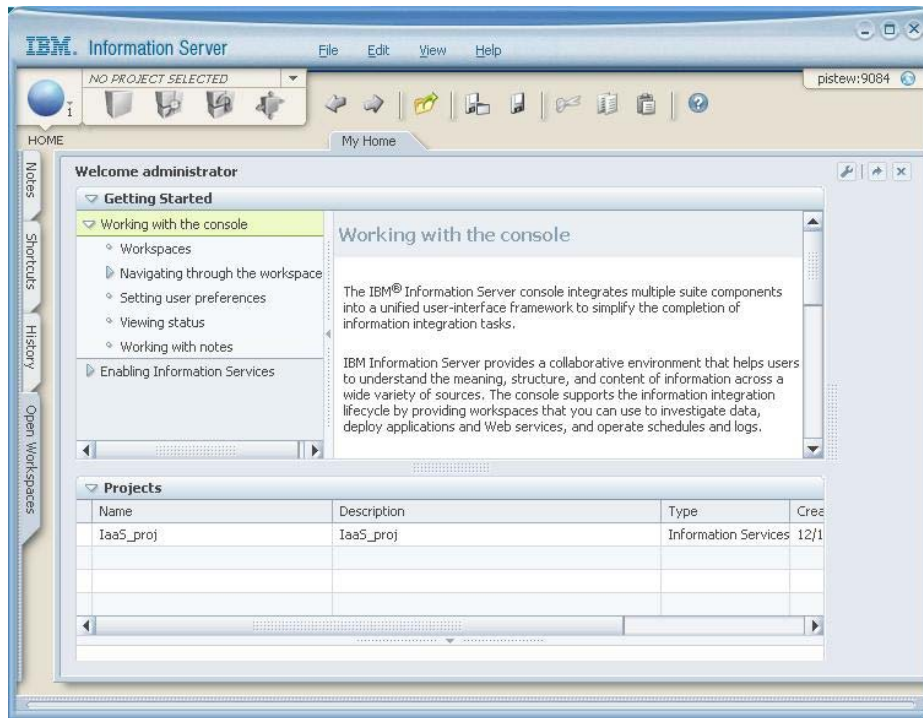 IBM. Information Server
File Edit View Help
NO PROJECT SELECTED
pistew:9084
1
HOME
My Home
Notes
Shortcuts
History
Open Workspaces
Welcome administrator
Getting Started
Working with the console
Workspaces
Navigating through the workspace
Setting user preferences
Viewing status
Working with notes
Enabling Information Services
Working with the console
The IBM® Information Server console integrates multiple suite components
into a unified user-interface framework to simplify the completion of
information integration tasks.
IBM Information Server provides a collaborative environment that helps users
to understand the meaning, structure, and content of information across a
wide variety of sources. The console supports the information integration
lifecycle by providing workspaces that you can use to investigate data,
deploy applications and Web services, and operate schedules and logs.
Projects
Name Description Type Crea
IaaS_proj IaaS_proj Information Services 12/1